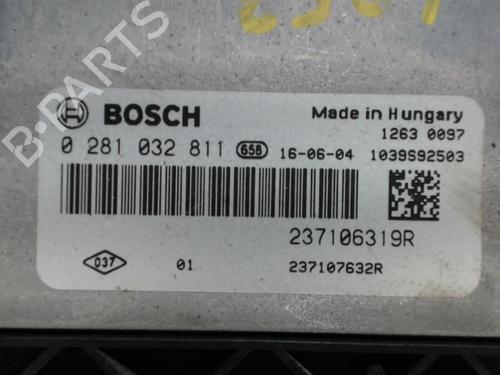 BOSCH
Made in Hungary
1263 0097
0 281 032 811 658 16-06-04 1039S92503
237106319R
037 01 237107632R
B-PARTS